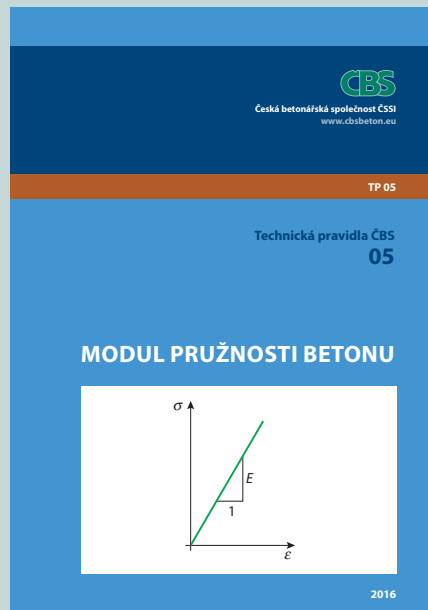 CBS
Česká betonářská společnost ČSSI
www.cbsbeton.eu
TP 05
Technická pravidla ČBS
05
MODUL PRUŽNOSTI BETONU
σ
E
1
ε
2016